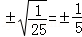 ±√(1/25) = ± 1/5